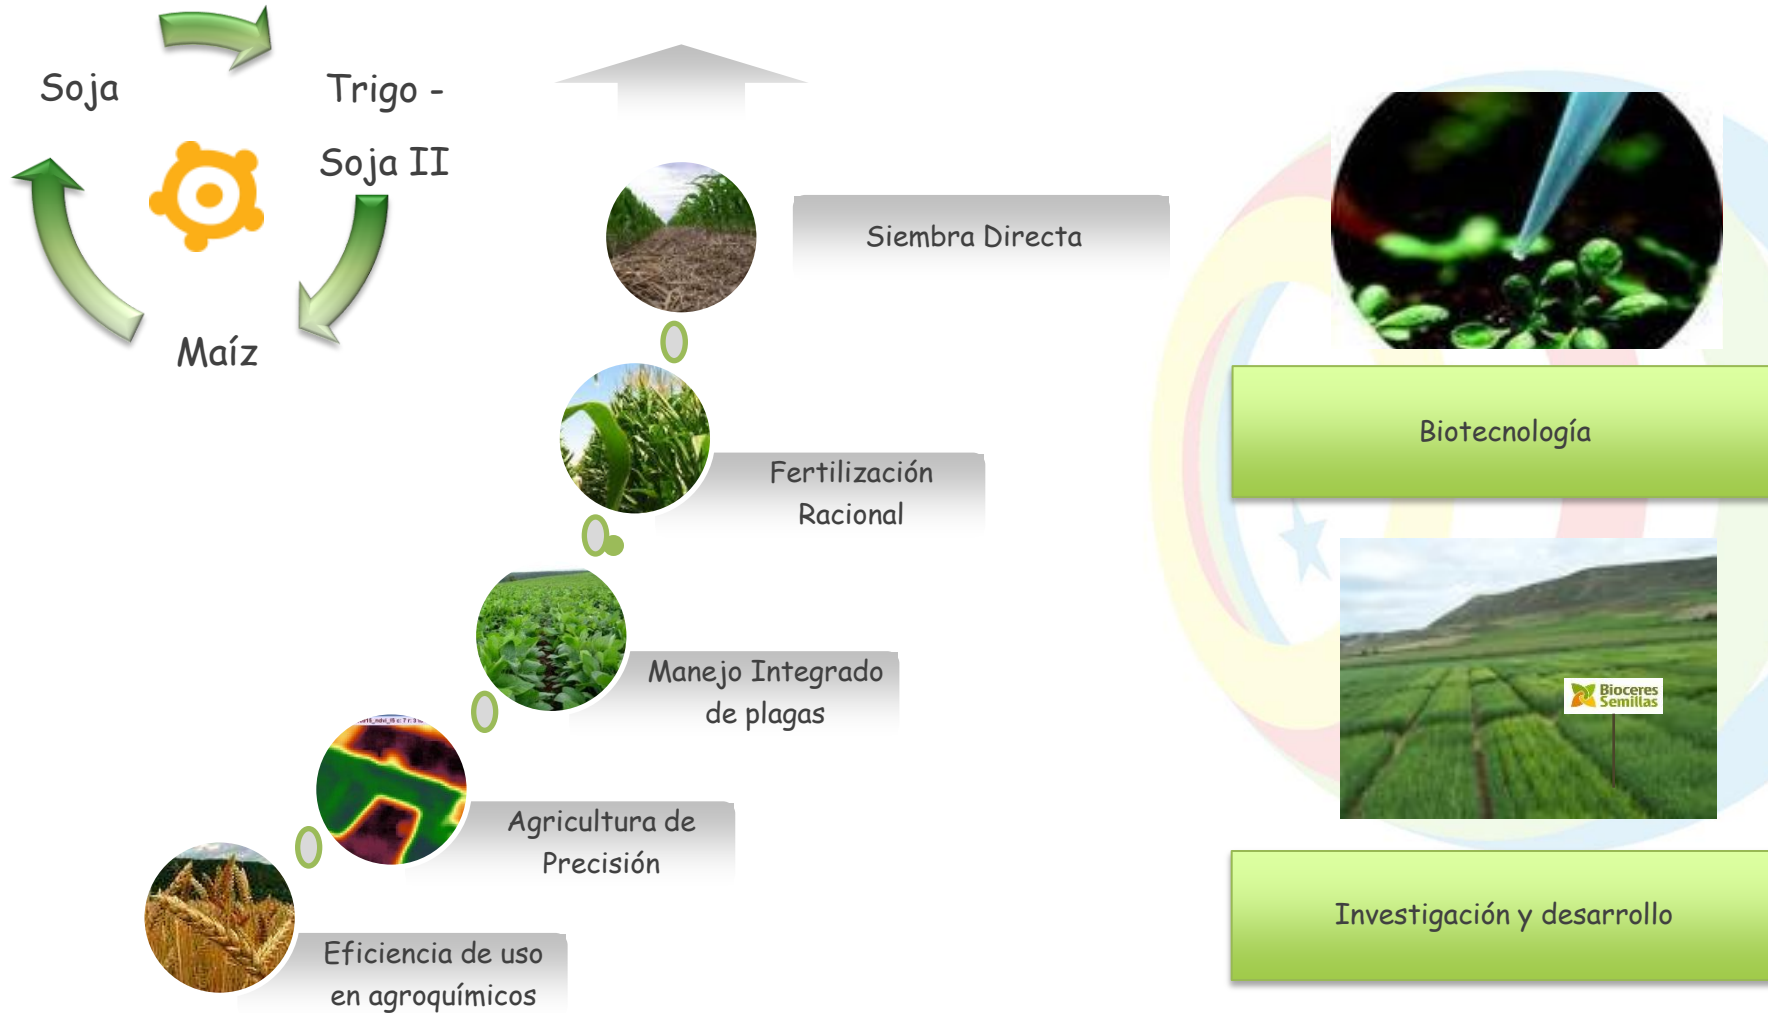 Soja
Trigo -
Soja II
Maíz
Siembra Directa
Fertilización
Racional
Manejo Integrado
de plagas
Agricultura de
Precisión
Eficiencia de uso
en agroquímicos
Biotecnología
Bioceres
Semillas
Investigación y desarrollo